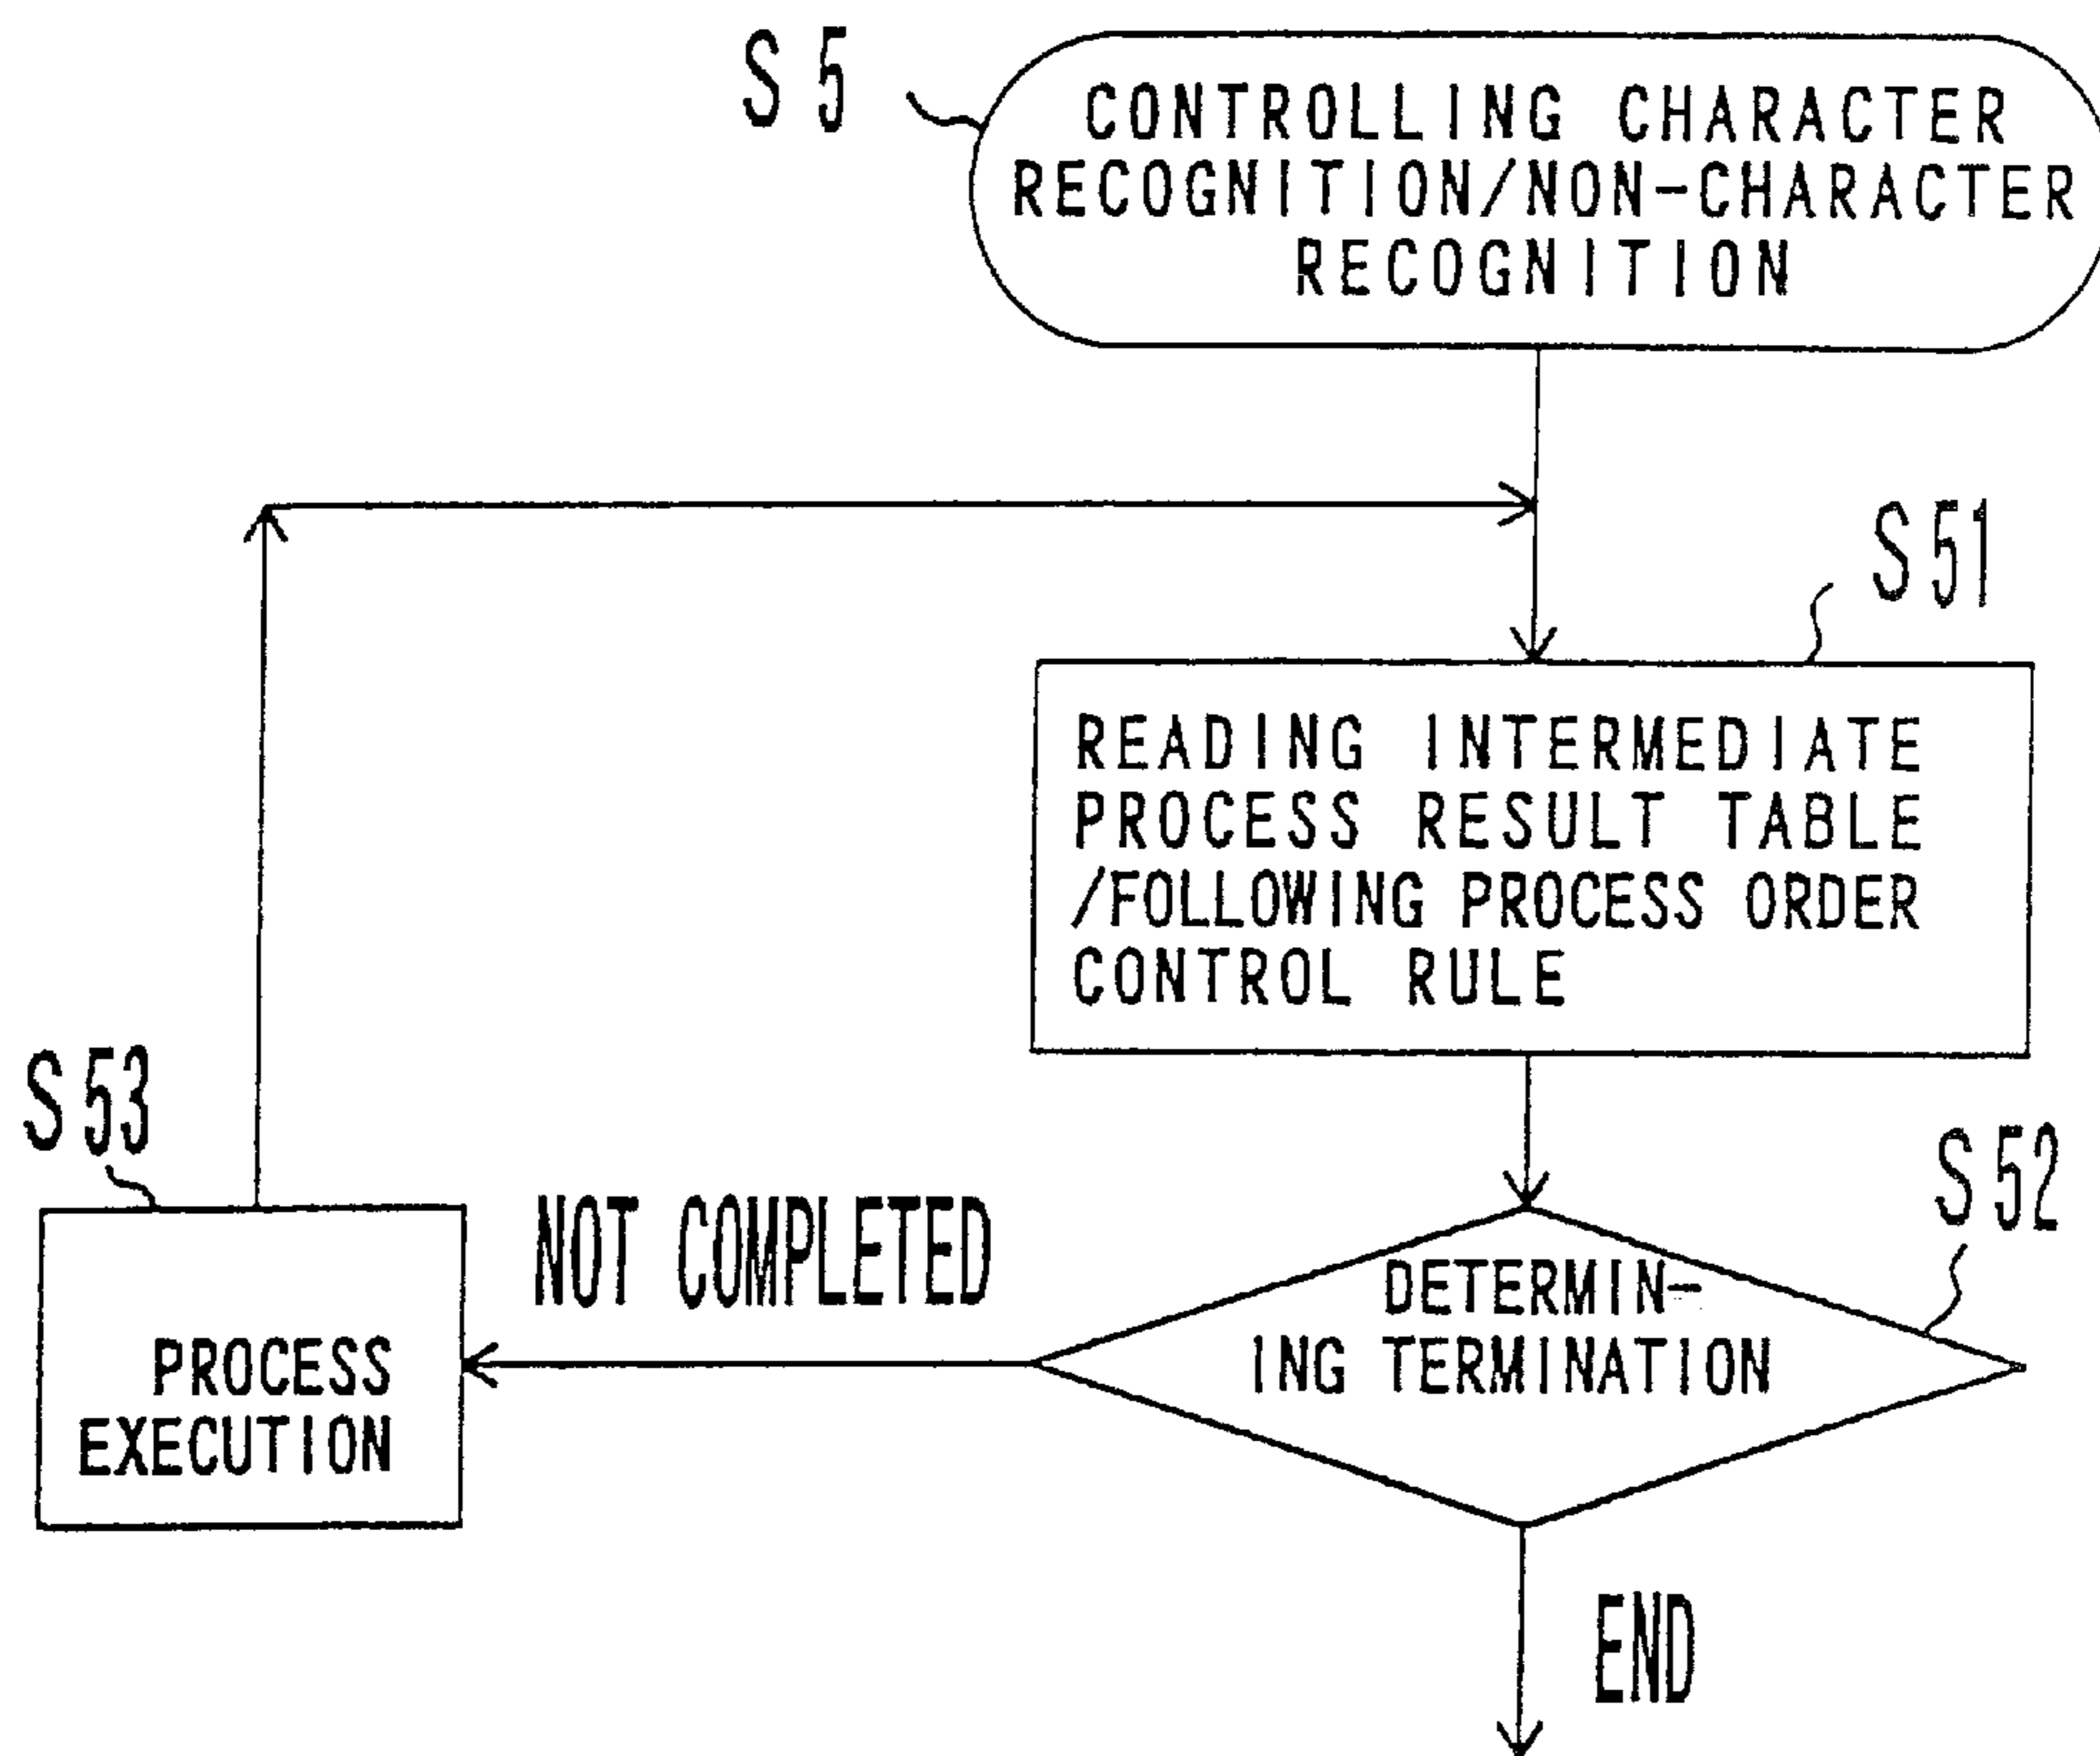 S5
CONTROLLING CHARACTER
RECOGNITION/NON-CHARACTER
RECOGNITION
S51
READING INTERMEDIATE
PROCESS RESULT TABLE
/FOLLOWING PROCESS ORDER
CONTROL RULE
S53
S52
NOT COMPLETED
DETERMIN-
ING TERMINATION
PROCESS
EXECUTION
END